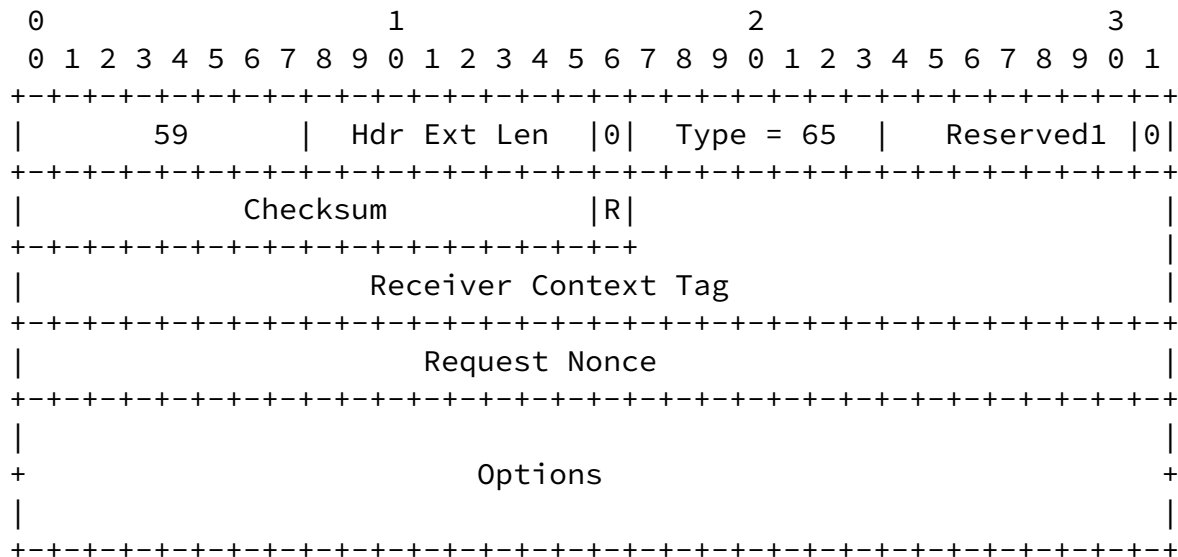 0                   1                   2                   3
 0 1 2 3 4 5 6 7 8 9 0 1 2 3 4 5 6 7 8 9 0 1 2 3 4 5 6 7 8 9 0 1
+-+-+-+-+-+-+-+-+-+-+-+-+-+-+-+-+-+-+-+-+-+-+-+-+-+-+-+-+-+-+-+-+
|       59      |  Hdr Ext Len  |0|  Type = 65  |   Reserved1 |0|
+-+-+-+-+-+-+-+-+-+-+-+-+-+-+-+-+-+-+-+-+-+-+-+-+-+-+-+-+-+-+-+-+
|            Checksum           |R|                             |
+-+-+-+-+-+-+-+-+-+-+-+-+-+-+-+-+-+                             |
|                   Receiver Context Tag                        |
+-+-+-+-+-+-+-+-+-+-+-+-+-+-+-+-+-+-+-+-+-+-+-+-+-+-+-+-+-+-+-+-+
|                      Request Nonce                            |
+-+-+-+-+-+-+-+-+-+-+-+-+-+-+-+-+-+-+-+-+-+-+-+-+-+-+-+-+-+-+-+-+
|                                                               |
+                         Options                               +
|                                                               |
+-+-+-+-+-+-+-+-+-+-+-+-+-+-+-+-+-+-+-+-+-+-+-+-+-+-+-+-+-+-+-+-+